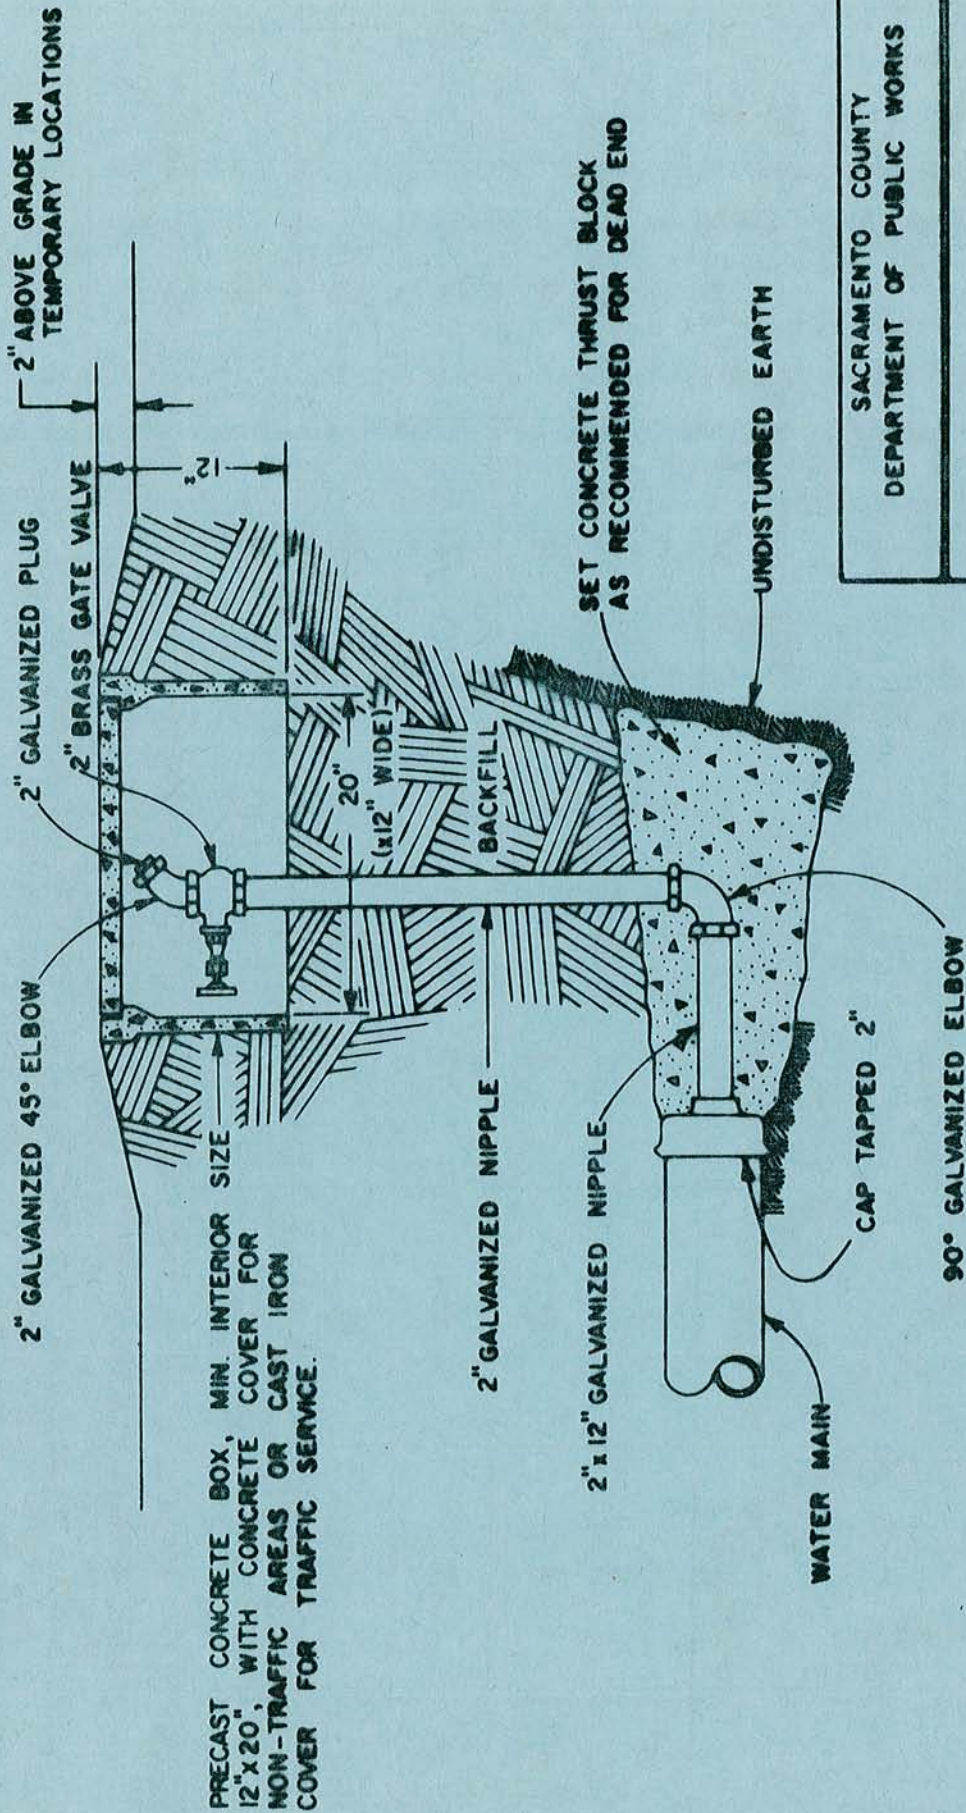 2" ABOVE GRADE IN
TEMPORARY LOCATIONS
2" GALVANIZED 45° ELBOW
2" GALVANIZED PLUG
2" BRASS GATE VALVE
12"
PRECAST CONCRETE BOX, MIN. INTERIOR SIZE
12"x20", WITH CONCRETE COVER FOR
NON-TRAFFIC AREAS OR CAST IRON
COVER FOR TRAFFIC SERVICE.
20"
(x12" WIDE)
BACKFILL
2" GALVANIZED NIPPLE
SET CONCRETE THRUST BLOCK
AS RECOMMENDED FOR DEAD END
2"x12" GALVANIZED NIPPLE
UNDISTURBED EARTH
WATER MAIN
CAP TAPPED 2"
90° GALVANIZED ELBOW
SACRAMENTO COUNTY
DEPARTMENT OF PUBLIC WORKS